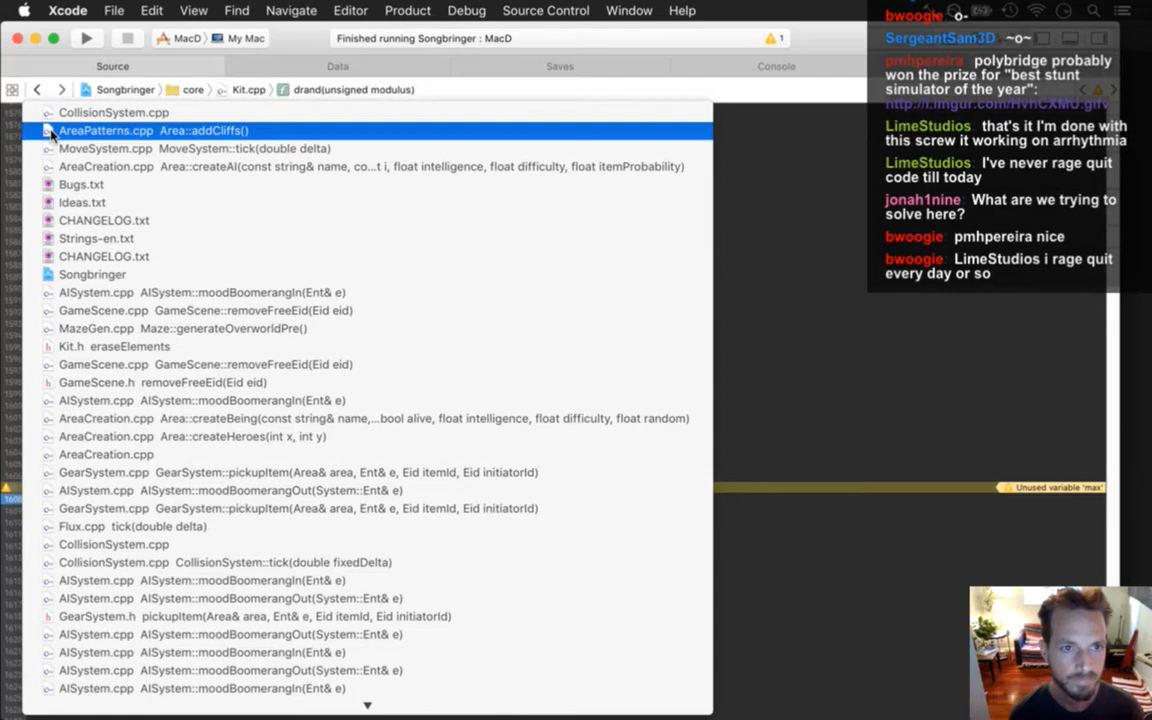 Xcode File Edit View Find Navigate Editor Product Debug Source Control Window Help
MacD My Mac Finished running Songbringer : MacD 1
Source Data Saves Console
Songbringer core Kit.cpp drand(unsigned modulus)
CollisionSystem.cpp
AreaPatterns.cpp Area::addCliffs()
MoveSystem.cpp MoveSystem::tick(double delta)
AreaCreation.cpp Area::createAI(const string& name, co...t i, float intelligence, float difficulty, float itemProbability)
Bugs.txt
Ideas.txt
CHANGELOG.txt
Strings-en.txt
CHANGELOG.txt
Songbringer
AISystem.cpp AISystem::moodBoomerangIn(Ent& e)
GameScene.cpp GameScene::removeFreeEid(Eid eid)
MazeGen.cpp Maze::generateOverworldPre()
Kit.h eraseElements
GameScene.cpp GameScene::removeFreeEid(Eid eid)
GameScene.h removeFreeEid(Eid eid)
AISystem.cpp AISystem::moodBoomerangIn(Ent& e)
AreaCreation.cpp Area::createBeing(const string& name,...bool alive, float intelligence, float difficulty, float random)
AreaCreation.cpp Area::createHeroes(int x, int y)
AreaCreation.cpp
GearSystem.cpp GearSystem::pickupItem(Area& area, Ent& e, Eid itemId, Eid initiatorId)
AISystem.cpp AISystem::moodBoomerangOut(System::Ent& e)
GearSystem.cpp GearSystem::pickupItem(Area& area, Ent& e, Eid itemId, Eid initiatorId)
Flux.cpp tick(double delta)
CollisionSystem.cpp
CollisionSystem.cpp CollisionSystem::tick(double fixedDelta)
AISystem.cpp AISystem::moodBoomerangIn(Ent& e)
AISystem.cpp AISystem::moodBoomerangOut(System::Ent& e)
GearSystem.h pickupItem(Area& area, Ent& e, Eid itemId, Eid initiatorId)
AISystem.cpp AISystem::moodBoomerangOut(System::Ent& e)
AISystem.cpp AISystem::moodBoomerangIn(Ent& e)
AISystem.cpp AISystem::moodBoomerangOut(System::Ent& e)
AISystem.cpp AISystem::moodBoomerangIn(Ent& e)
Unused variable 'max'
bwoogie: o-
SergeantSam3D ~o~
pmhpereira: polybridge probably
won the prize for "best stunt
simulator of the year":
http://i.imgur.com/HvhCXMU.gifv
LimeStudios: that's it I'm done with
this screw it working on arrhythmia
LimeStudios: I've never rage quit
code till today
jonah1nine: What are we trying to
solve here?
bwoogie: pmhpereira nice
bwoogie: LimeStudios i rage quit
every day or so